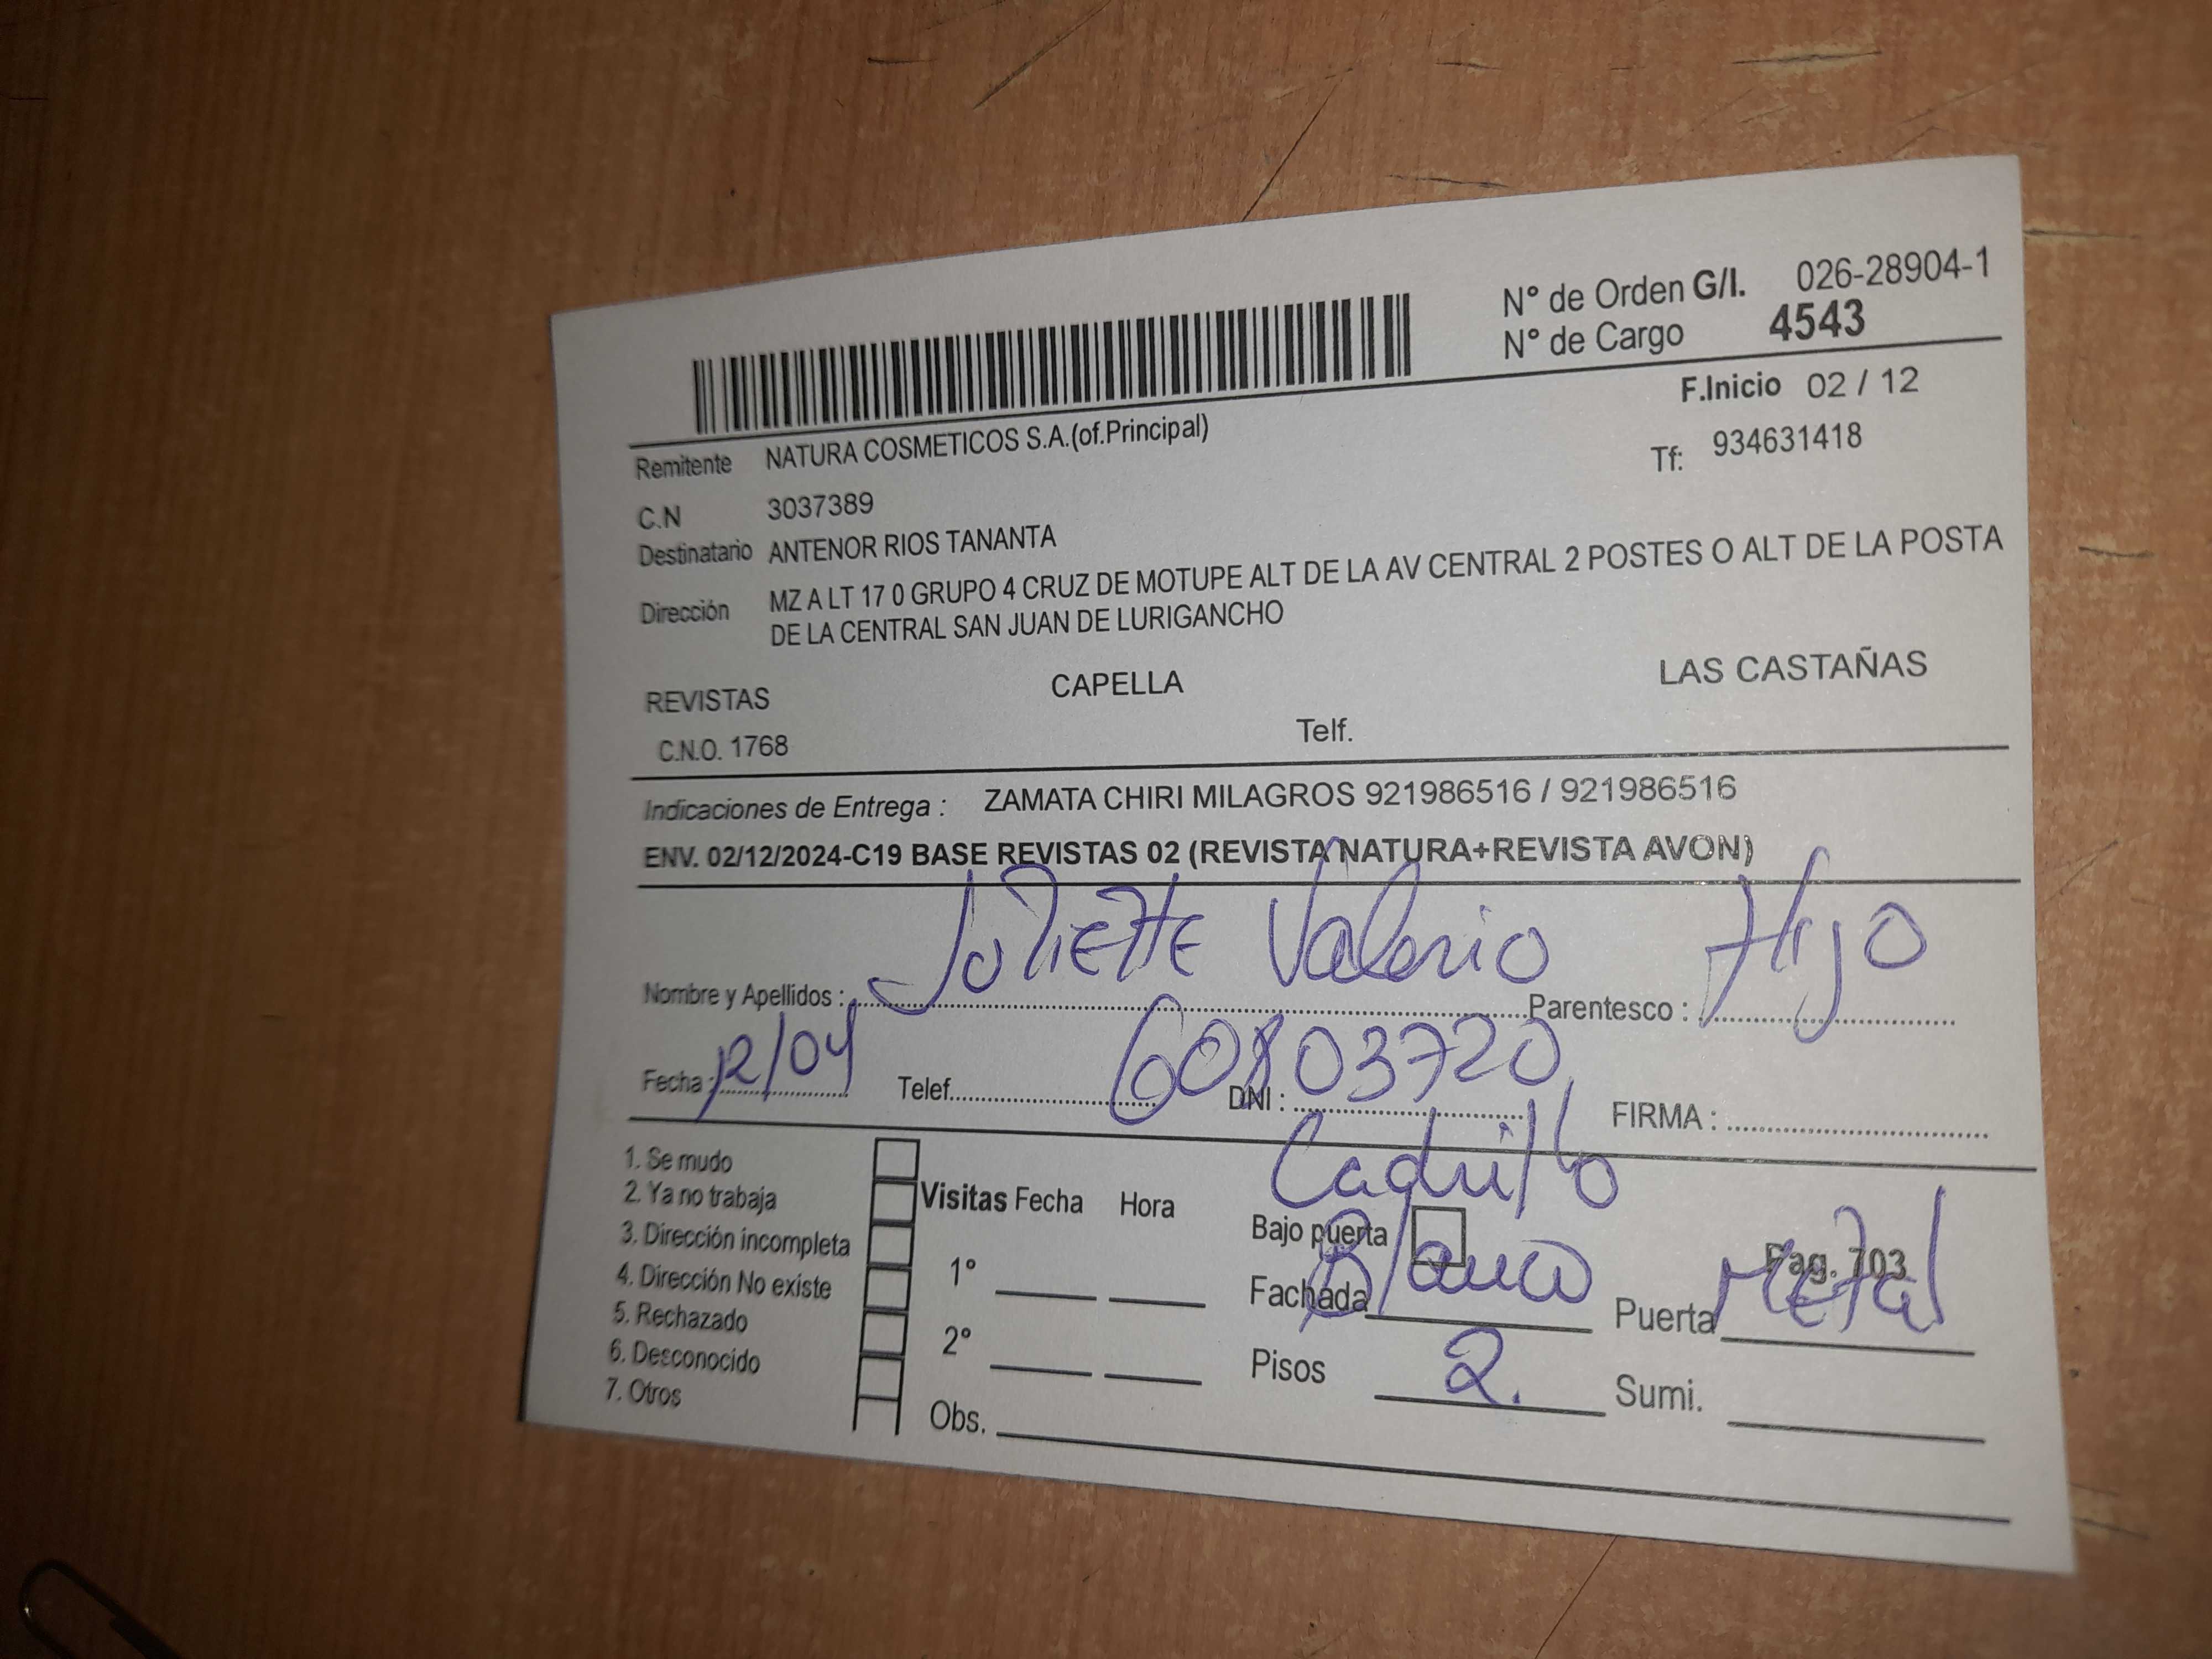 N° de Orden G/I. 026-28904-1
N° de Cargo 4543
F.Inicio 02 / 12
Remitente NATURA COSMETICOS S.A.(of.Principal)
Tf: 934631418
C.N 3037389
Destinatario ANTENOR RIOS TANANTA
Dirección MZ A LT 17 0 GRUPO 4 CRUZ DE MOTUPE ALT DE LA AV CENTRAL 2 POSTES O ALT DE LA POSTA
DE LA CENTRAL SAN JUAN DE LURIGANCHO
REVISTAS CAPELLA LAS CASTAÑAS
C.N.O. 1768 Telf.
Indicaciones de Entrega : ZAMATA CHIRI MILAGROS 921986516 / 921986516
ENV. 02/12/2024-C19 BASE REVISTAS 02 (REVISTA NATURA+REVISTA AVON)
Nombre y Apellidos : Joliette Valerio Parentesco : Hijo
Fecha : 12/04 Telef. DNI : 60803720 FIRMA :
1. Se mudo
2. Ya no trabaja
3. Dirección incompleta
4. Dirección No existe
5. Rechazado
6. Desconocido
7. Otros
Visitas Fecha Hora
1°
2°
Obs.
Ladrillo
Bajo puerta Pag. 703
Fachada Blanco Puerta Metal
Pisos 2. Sumi.